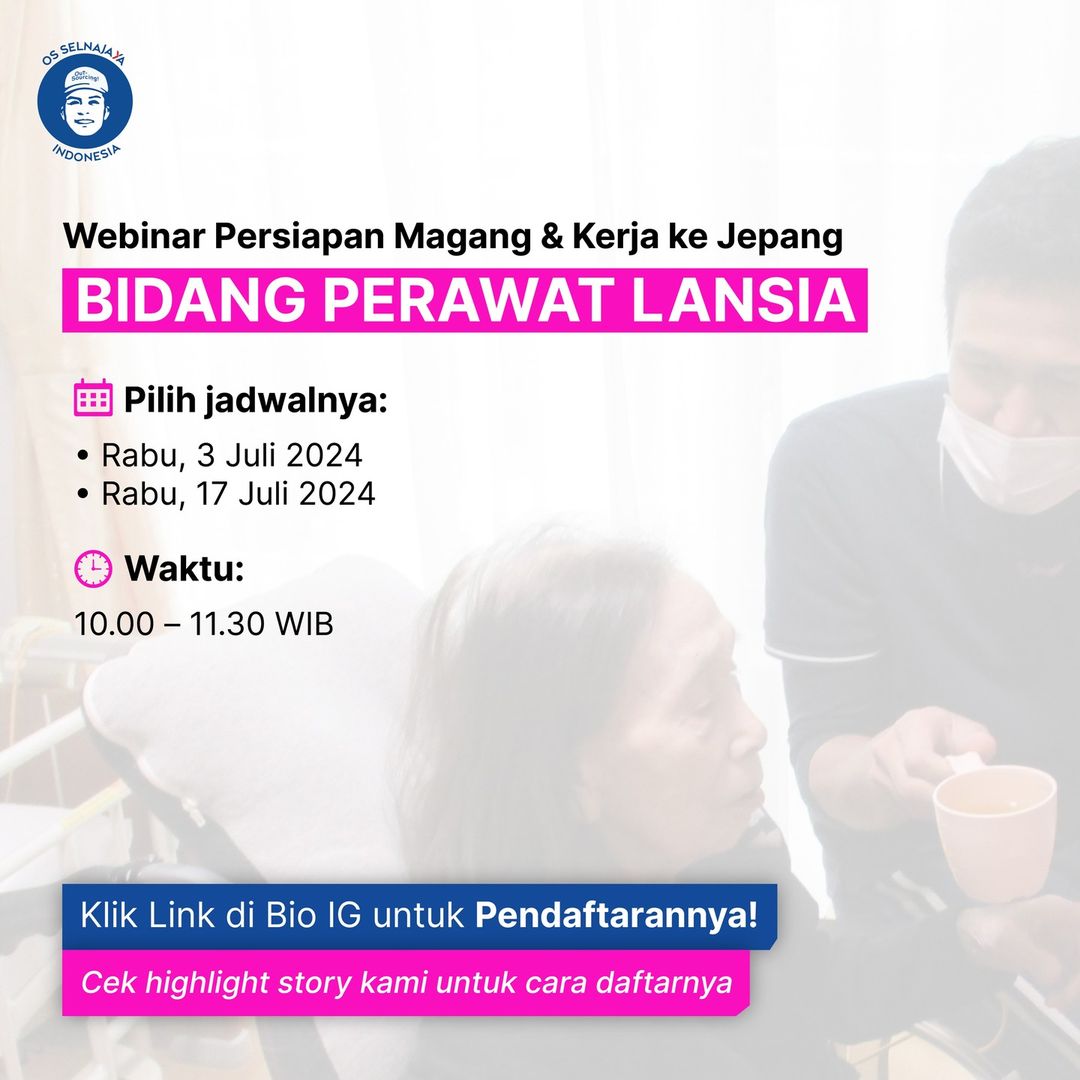 OS SELNAJAYA
Out-
Sourcing!
INDONESIA
Webinar Persiapan Magang & Kerja ke Jepang
BIDANG PERAWAT LANSIA
Pilih jadwalnya:
• Rabu, 3 Juli 2024
• Rabu, 17 Juli 2024
Waktu:
10.00 – 11.30 WIB
Klik Link di Bio IG untuk Pendaftarannya!
Cek highlight story kami untuk cara daftarnya